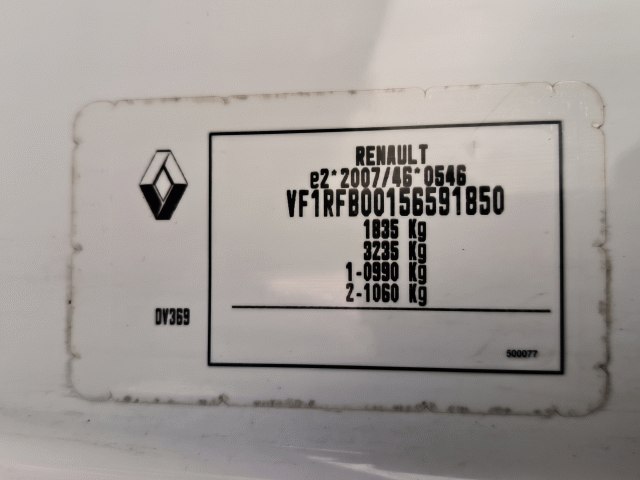 RENAULT
e2*2007/46*0546
VF1RFB00156591850
1835 Kg
3235 Kg
1-0990 Kg
2-1060 Kg
DV369
500077